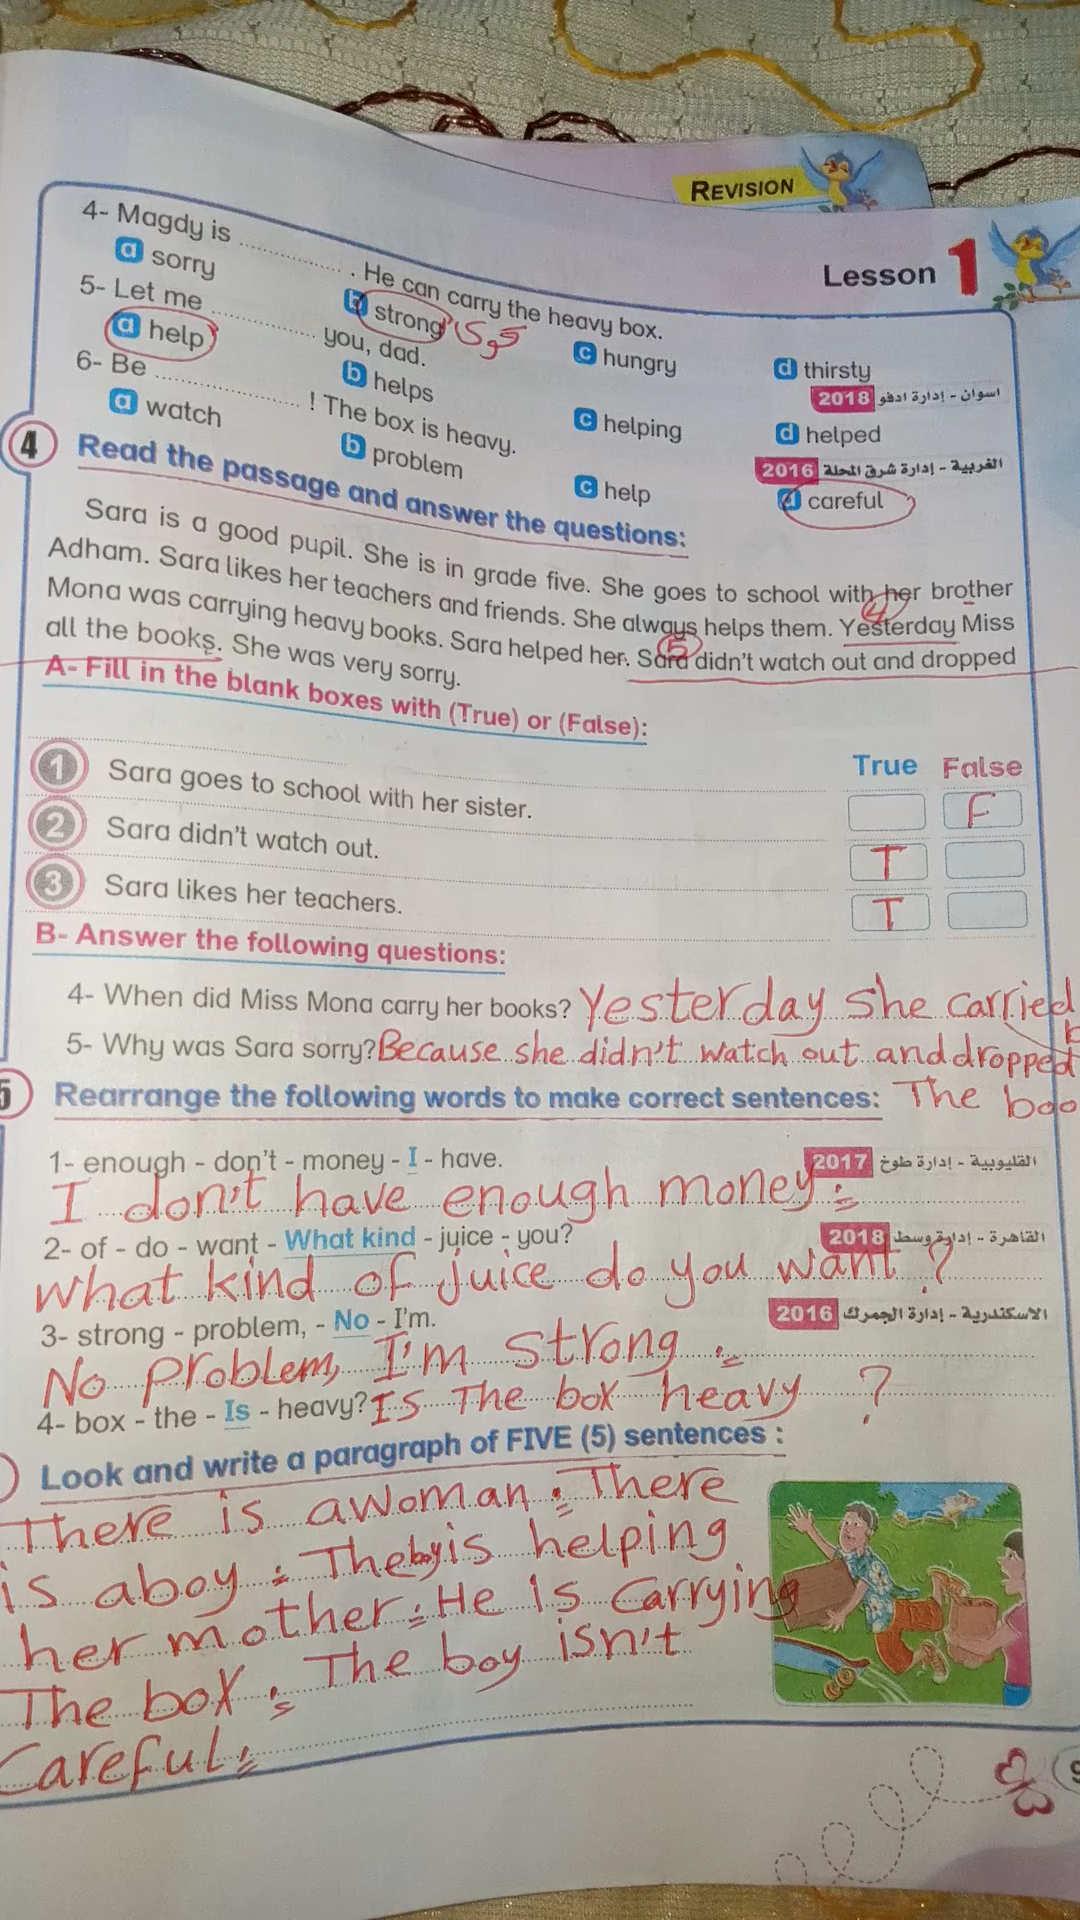 REVISION
Lesson 1
4- Magdy is ............ . He can carry the heavy box.
a sorry b strong c hungry d thirsty
5- Let me ............ you, dad.
اسوان - إدارة ادفو 2018
a help b helps c helping d helped
6- Be ............ ! The box is heavy.
الغربية - إدارة شرق المحلة 2016
a watch b problem c help d careful
4 Read the passage and answer the questions:
Sara is a good pupil. She is in grade five. She goes to school with her brother
4
Adham. Sara likes her teachers and friends. She always helps them. Yesterday Miss
5
Mona was carrying heavy books. Sara helped her. Sara didn't watch out and dropped
all the books. She was very sorry.
A- Fill in the blank boxes with (True) or (False):
True False
1 Sara goes to school with her sister. F
2 Sara didn't watch out. T
3 Sara likes her teachers. T
B- Answer the following questions:
4- When did Miss Mona carry her books? Yesterday she carried
5- Why was Sara sorry? Because she didn't watch out and dropped
The boo
5 Rearrange the following words to make correct sentences:
1- enough - don't - money - I - have.
القليوبية - إدارة طوخ 2017
I don't have enough money.
2- of - do - want - What kind - juice - you?
القاهرة - إدارة وسط 2018
What kind of juice do you want ?
3- strong - problem, - No - I'm.
الاسكندرية - إدارة الجمرك 2016
No problem, I'm strong.
4- box - the - Is - heavy? Is The box heavy ?
Look and write a paragraph of FIVE (5) sentences :
There is a woman. There
is a boy. The boy is helping
her mother. He is carrying
The box. The boy isn't
careful.
9